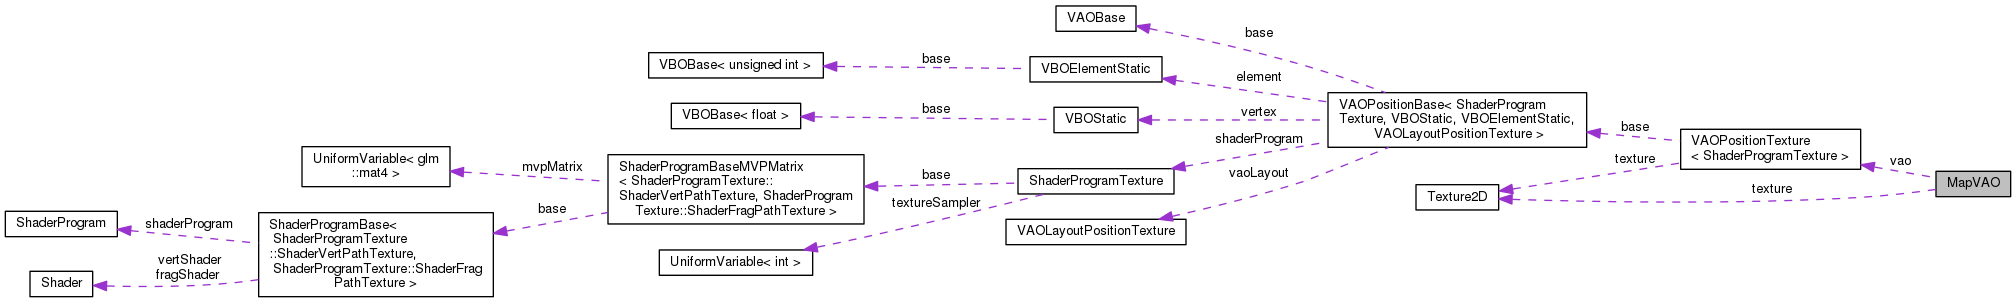 VAOBase
base
VBOBase< unsigned int >
base
VBOElementStatic
element
VAOPositionBase< ShaderProgram
Texture, VBOStatic, VBOElementStatic,
VAOLayoutPositionTexture >
VBOBase< float >
base
VBOStatic
vertex
shaderProgram
base
VAOPositionTexture
< ShaderProgramTexture >
vao
MapVAO
texture
texture
Texture2D
UniformVariable< glm
::mat4 >
mvpMatrix
ShaderProgramBaseMVPMatrix
< ShaderProgramTexture::
ShaderVertPathTexture, ShaderProgram
Texture::ShaderFragPathTexture >
base
ShaderProgramTexture
vaoLayout
textureSampler
VAOLayoutPositionTexture
UniformVariable< int >
base
ShaderProgram
shaderProgram
ShaderProgramBase<
ShaderProgramTexture
::ShaderVertPathTexture,
ShaderProgramTexture::ShaderFrag
PathTexture >
vertShader
fragShader
Shader